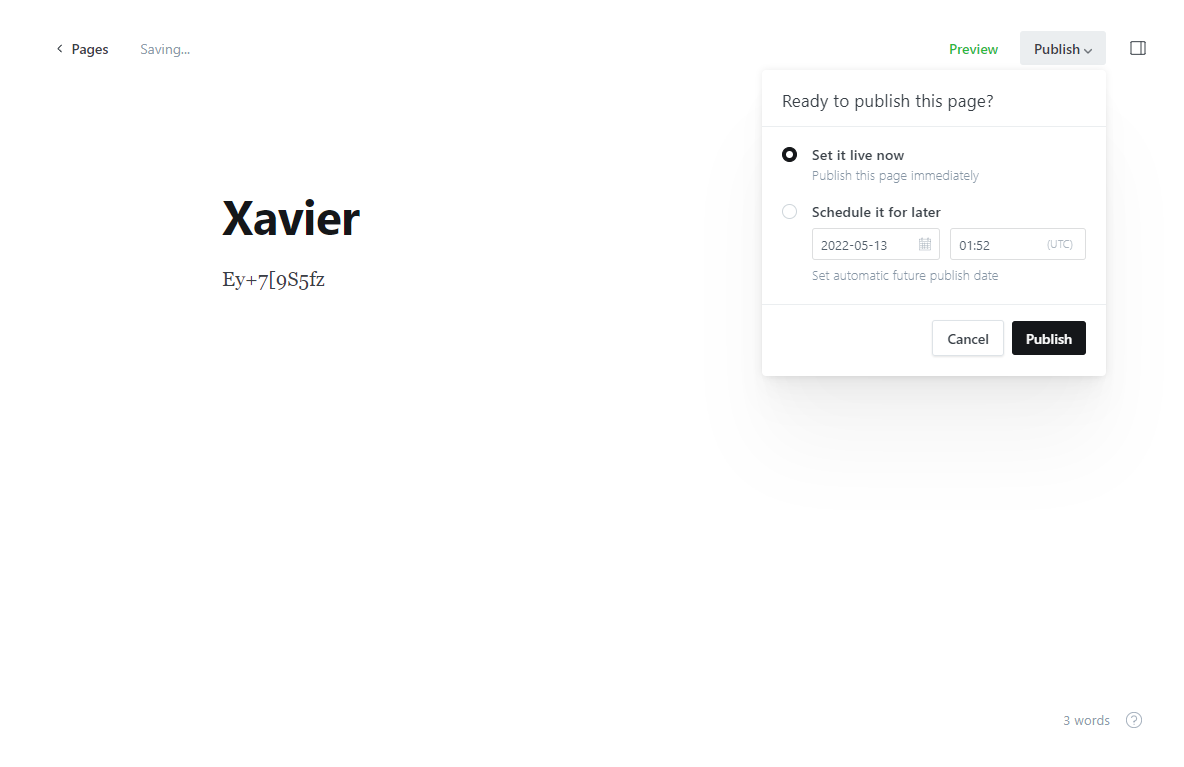 Pages
Saving...
Preview
Publish
Ready to publish this page?
Set it live now
Publish this page immediately
Schedule it for later
2022-05-13
01:52
(UTC)
Set automatic future publish date
Cancel
Publish
Xavier
Ey+7[9S5fz
3 words
?